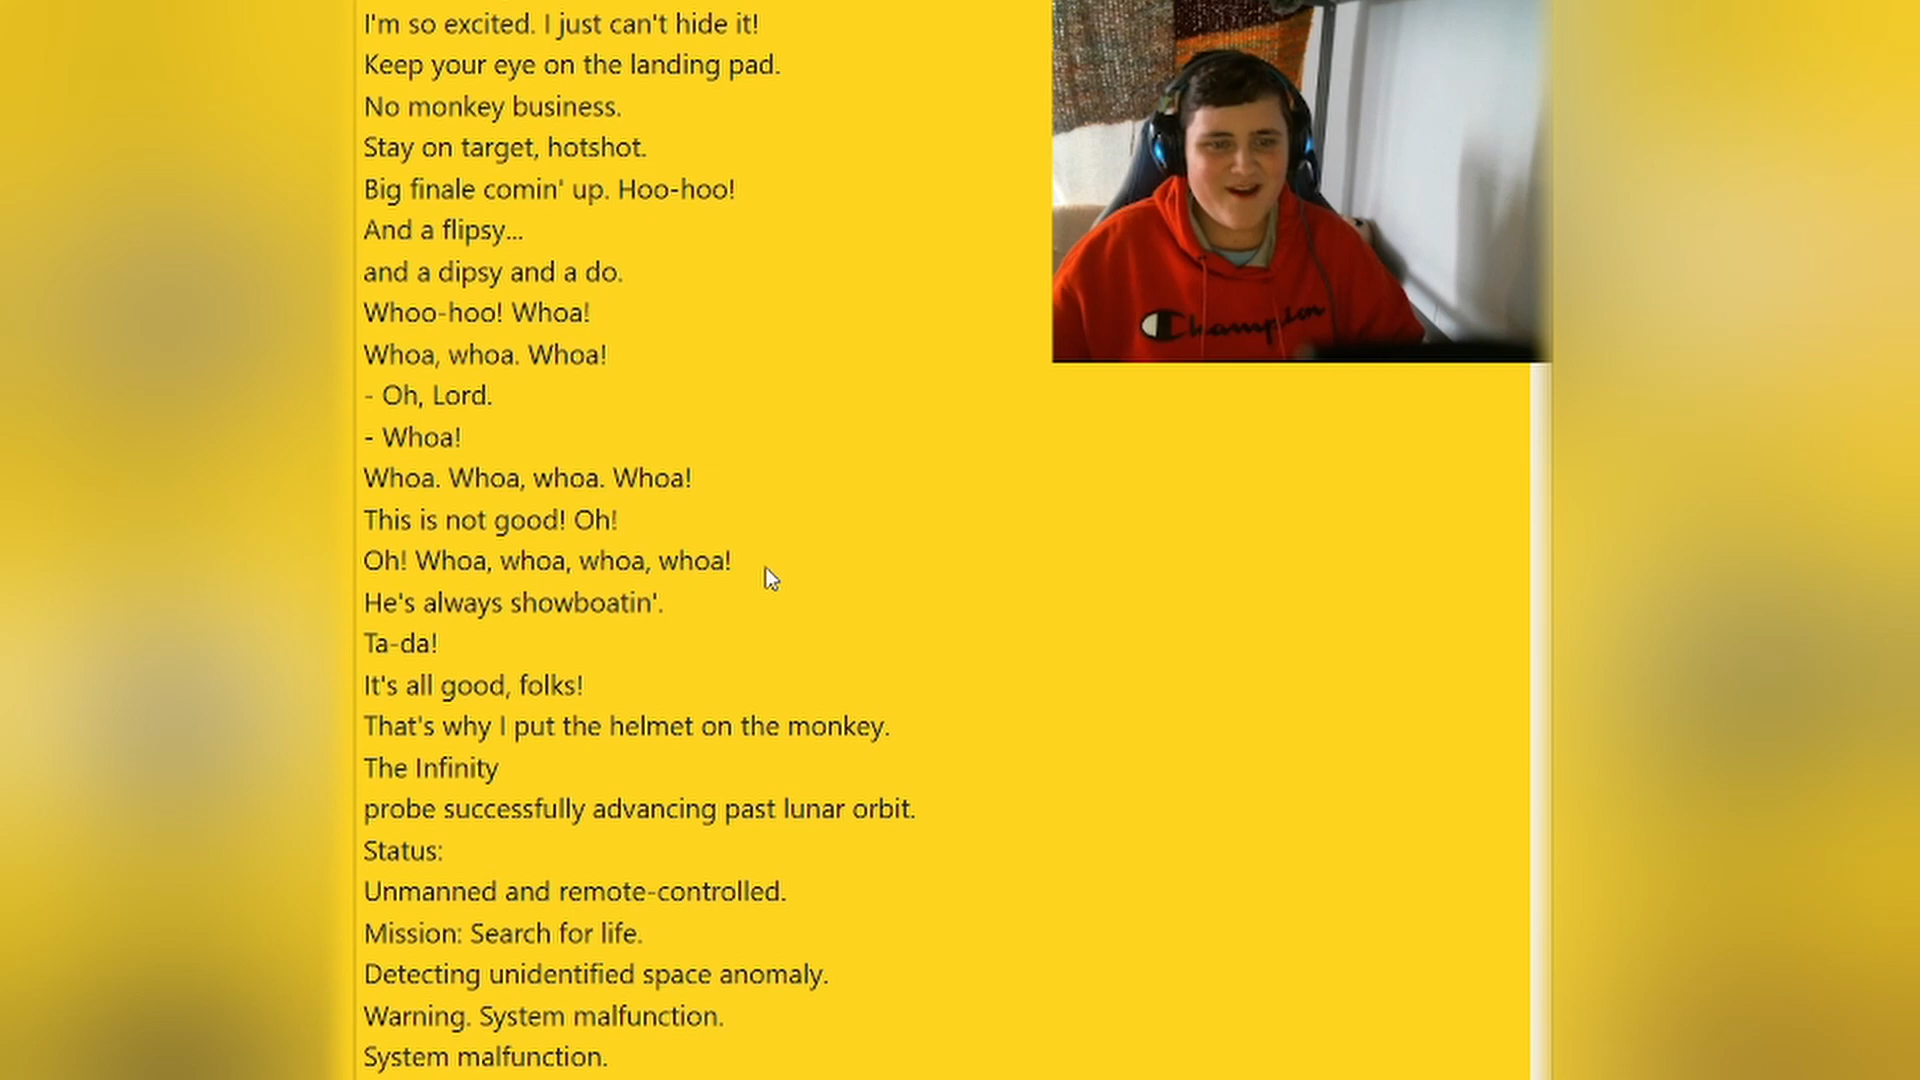 I'm so excited. I just can't hide it!
Keep your eye on the landing pad.
No monkey business.
Stay on target, hotshot.
Big finale comin' up. Hoo-hoo!
And a flipsy...
and a dipsy and a do.
Whoo-hoo! Whoa!
Whoa, whoa. Whoa!
- Oh, Lord.
- Whoa!
Whoa. Whoa, whoa. Whoa!
This is not good! Oh!
Oh! Whoa, whoa, whoa, whoa!
He's always showboatin'.
Ta-da!
It's all good, folks!
That's why I put the helmet on the monkey.
The Infinity
probe successfully advancing past lunar orbit.
Status:
Unmanned and remote-controlled.
Mission: Search for life.
Detecting unidentified space anomaly.
Warning. System malfunction.
System malfunction.
Champion